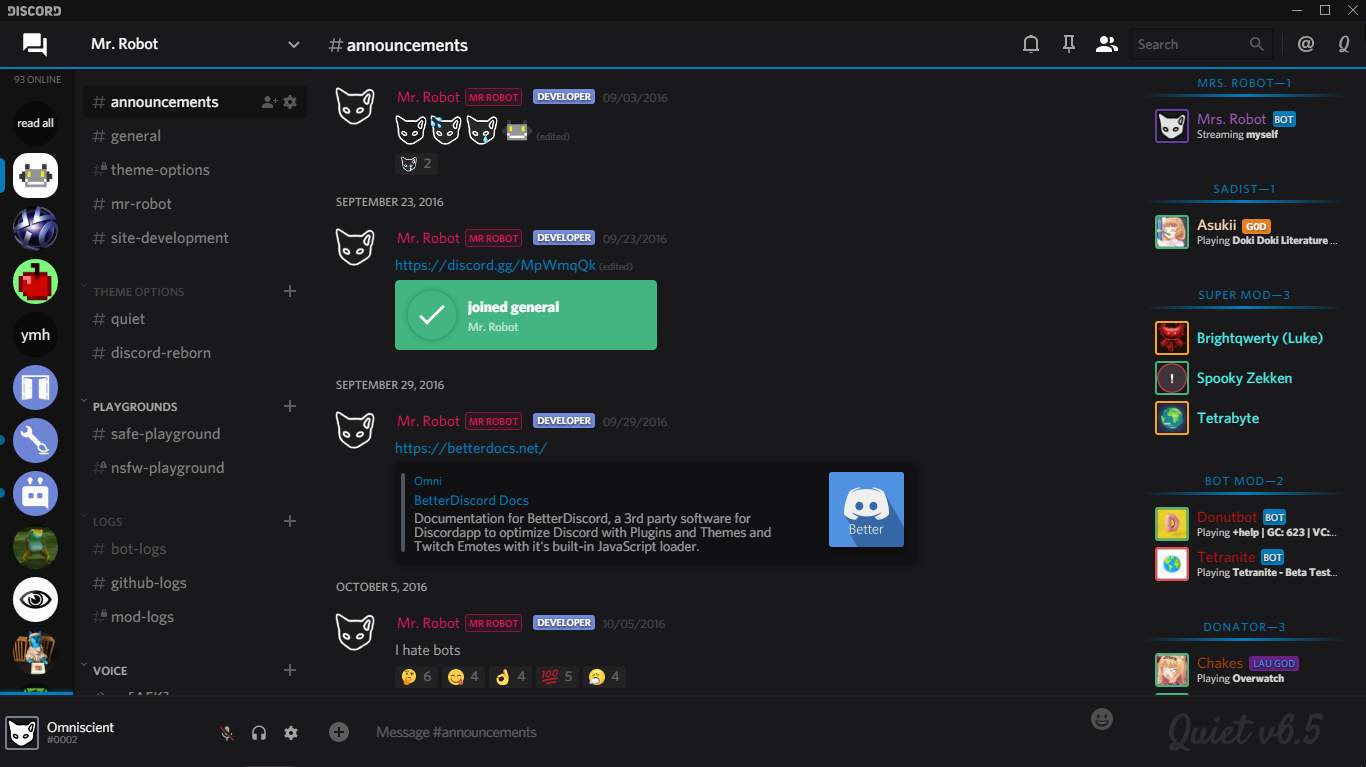 DISCORD
Mr. Robot
# announcements
Search
@
93 ONLINE
read all
ymh
# announcements
# general
# theme-options
# mr-robot
# site-development
THEME OPTIONS
# quiet
# discord-reborn
PLAYGROUNDS
# safe-playground
# nsfw-playground
LOGS
# bot-logs
# github-logs
# mod-logs
VOICE
Omniscient
#0002
Mr. Robot MR ROBOT DEVELOPER 09/03/2016
(edited)
2
SEPTEMBER 23, 2016
Mr. Robot MR ROBOT DEVELOPER 09/23/2016
https://discord.gg/MpWmqQk (edited)
joined general
Mr. Robot
SEPTEMBER 29, 2016
Mr. Robot MR ROBOT DEVELOPER 09/29/2016
https://betterdocs.net/
Omni
BetterDiscord Docs
Documentation for BetterDiscord, a 3rd party software for
Discordapp to optimize Discord with Plugins and Themes and
Twitch Emotes with it's built-in JavaScript loader.
Better
OCTOBER 5, 2016
Mr. Robot MR ROBOT DEVELOPER 10/05/2016
I hate bots
6 4 4 100 5 4
Message #announcements
MRS. ROBOT—1
Mrs. Robot BOT
Streaming myself
SADIST—1
Asukii GOD
Playing Doki Doki Literature ...
SUPER MOD—3
Brightqwerty (Luke)
Spooky Zekken
Tetrabyte
BOT MOD—2
Donutbot BOT
Playing +help | GC: 623 | VC:...
Tetranite BOT
Playing Tetranite - Beta Test...
DONATOR—3
Chakes LAU GOD
Playing Overwatch
Quiet v6.5